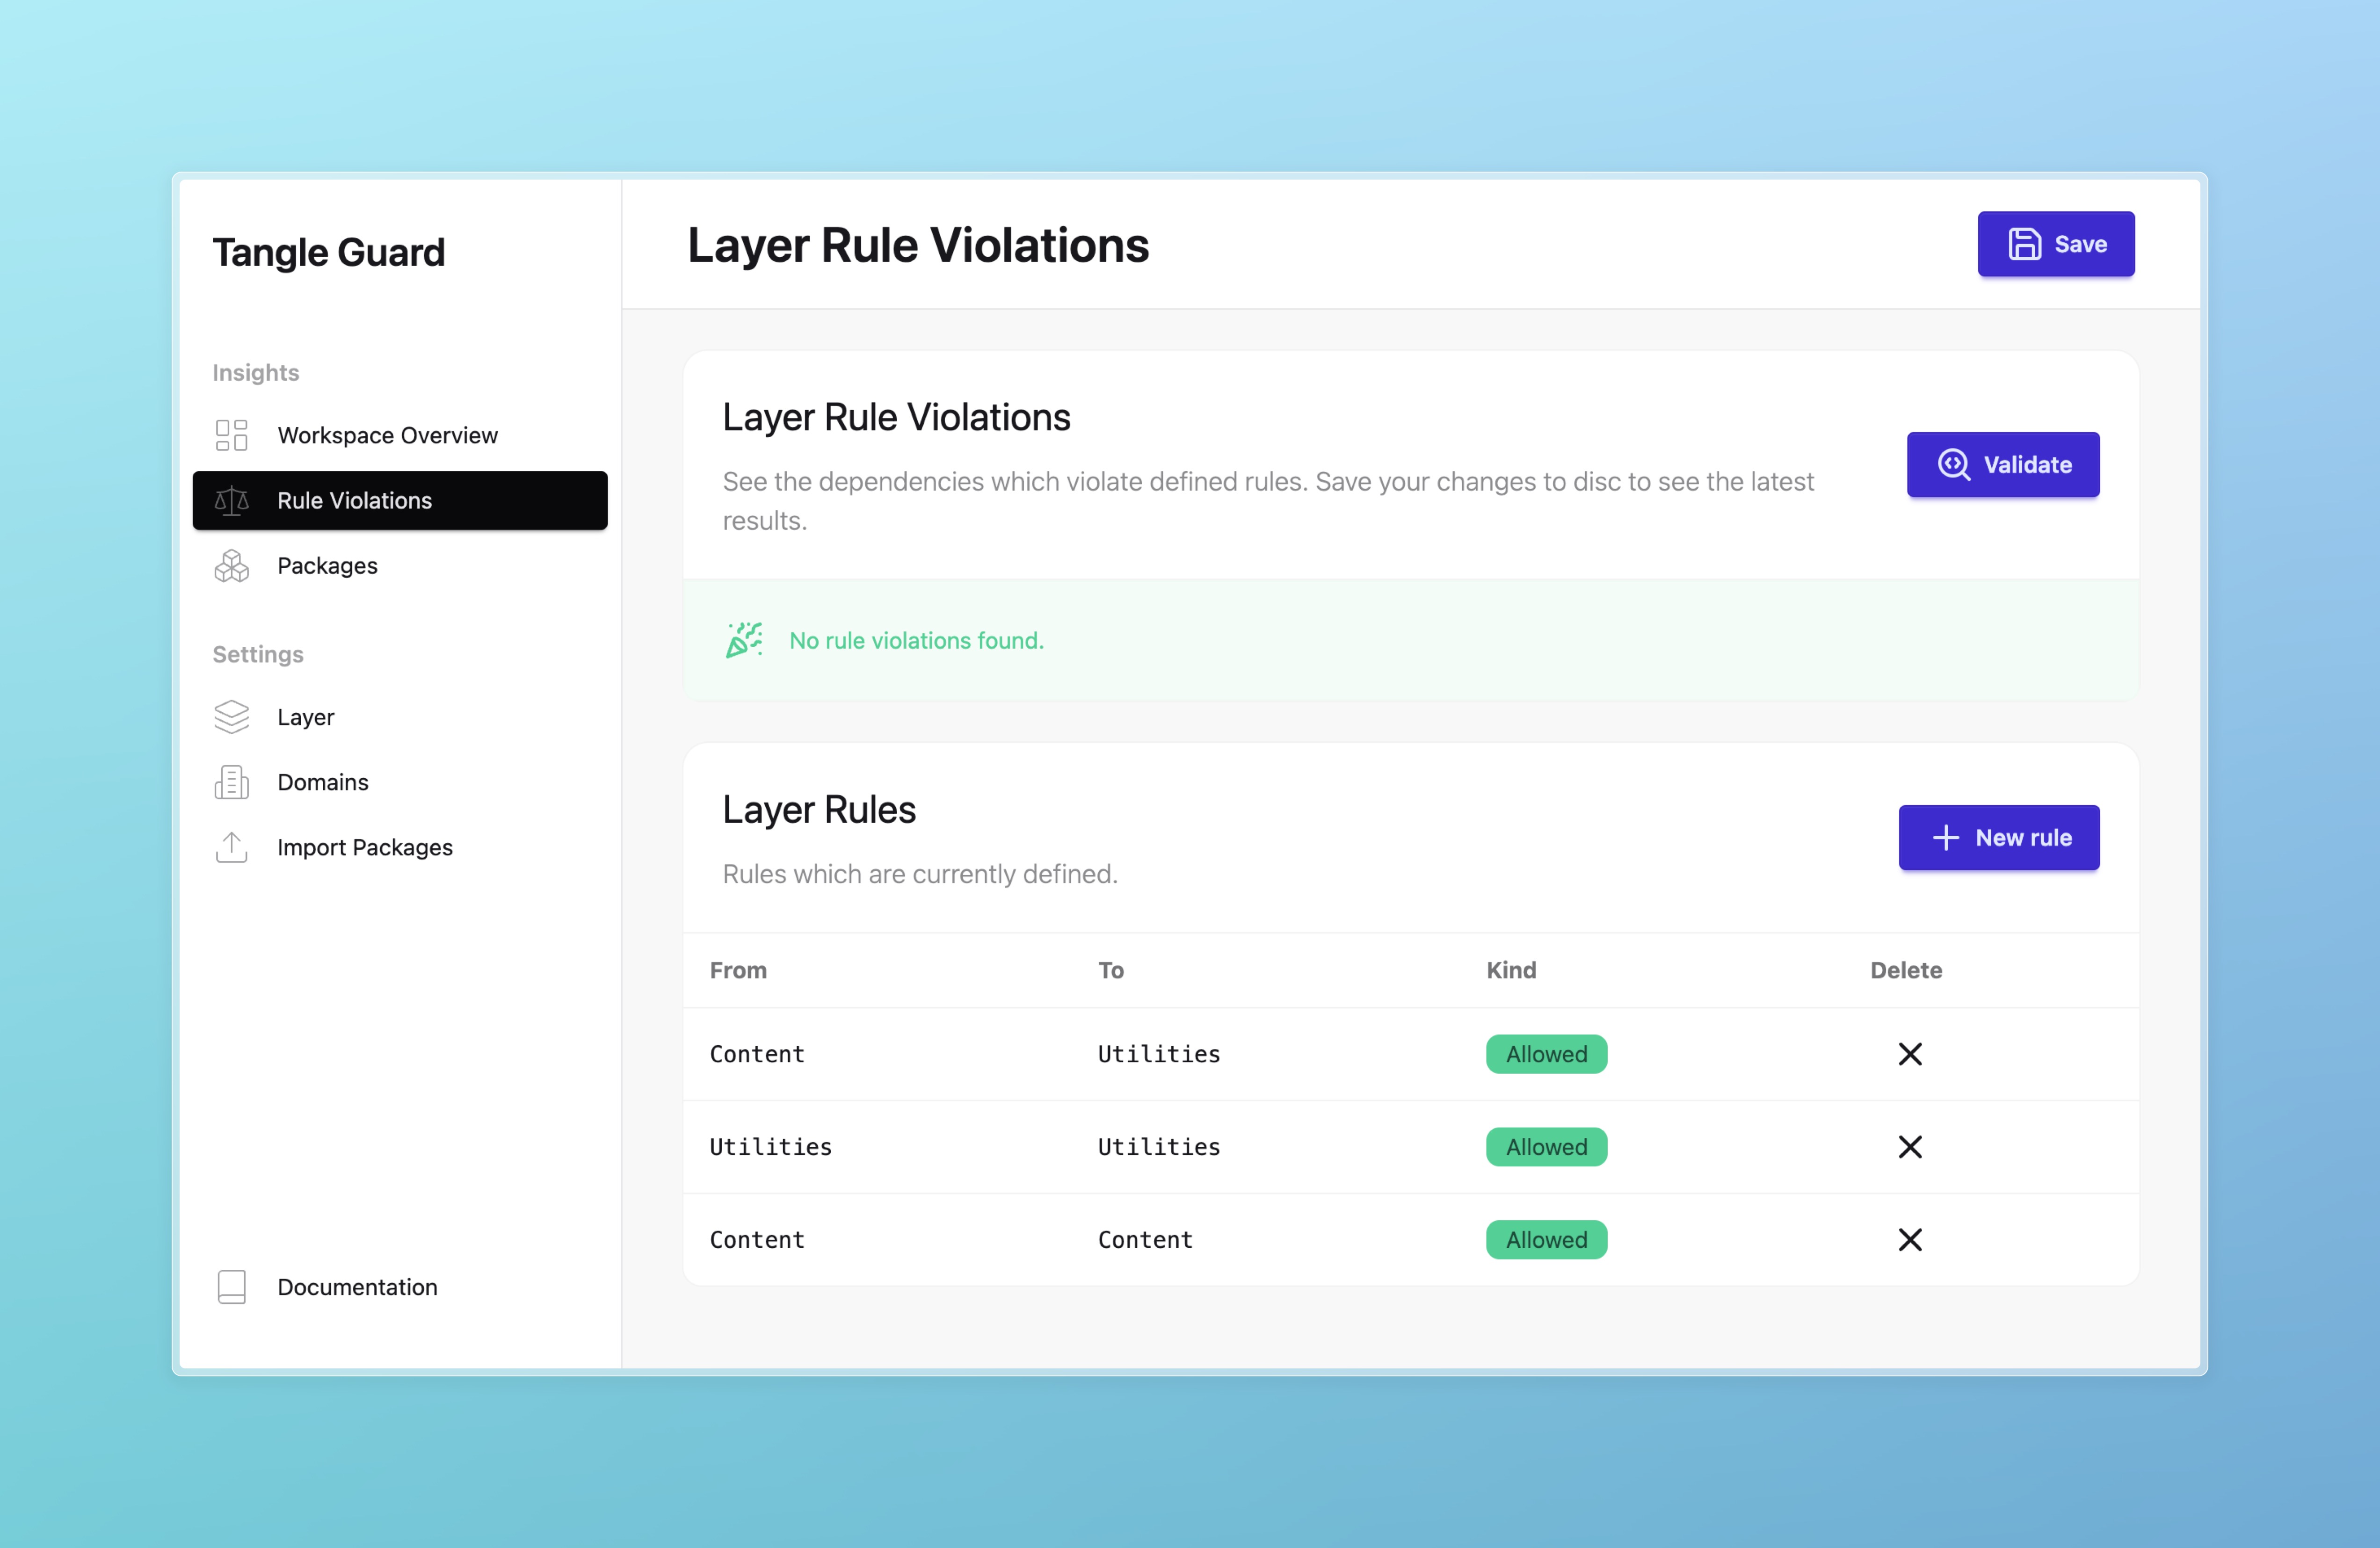 Tangle Guard
Insights
Workspace Overview
Rule Violations
Packages
Settings
Layer
Domains
Import Packages
Documentation
Layer Rule Violations
Save
Layer Rule Violations
See the dependencies which violate defined rules. Save your changes to disc to see the latest
results.
Validate
No rule violations found.
Layer Rules
Rules which are currently defined.
New rule
From To Kind Delete
Content Utilities Allowed
Utilities Utilities Allowed
Content Content Allowed